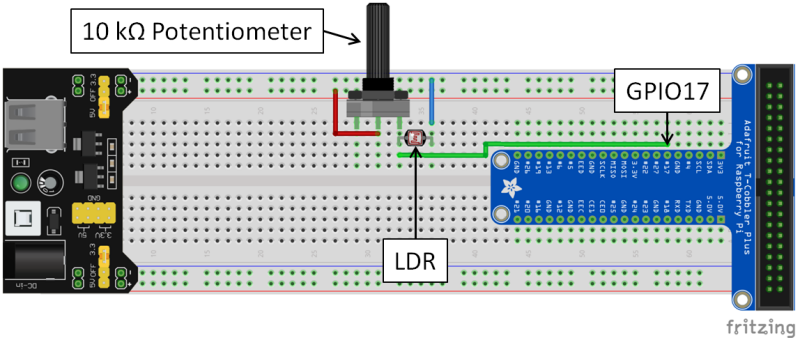 10 kΩ Potentiometer
GPIO17
LDR
3.3
OFF
5V
GND
3.3V
5V
3.3
OFF
5V
DC-in
Adafruit T-Cobbler Plus
for Raspberry Pi
GND #26 #19 #13 #6 #5 EED GND SCLK MISO MOSI 3.3V #22 #27 #17 #4 SCL SDA 3V3
#21 #20 #16 GND #12 GND EEC CE1 CE0 #25 GND #24 #23 GND #18 RXD TXD GND 5.0V 5.0V
fritzing